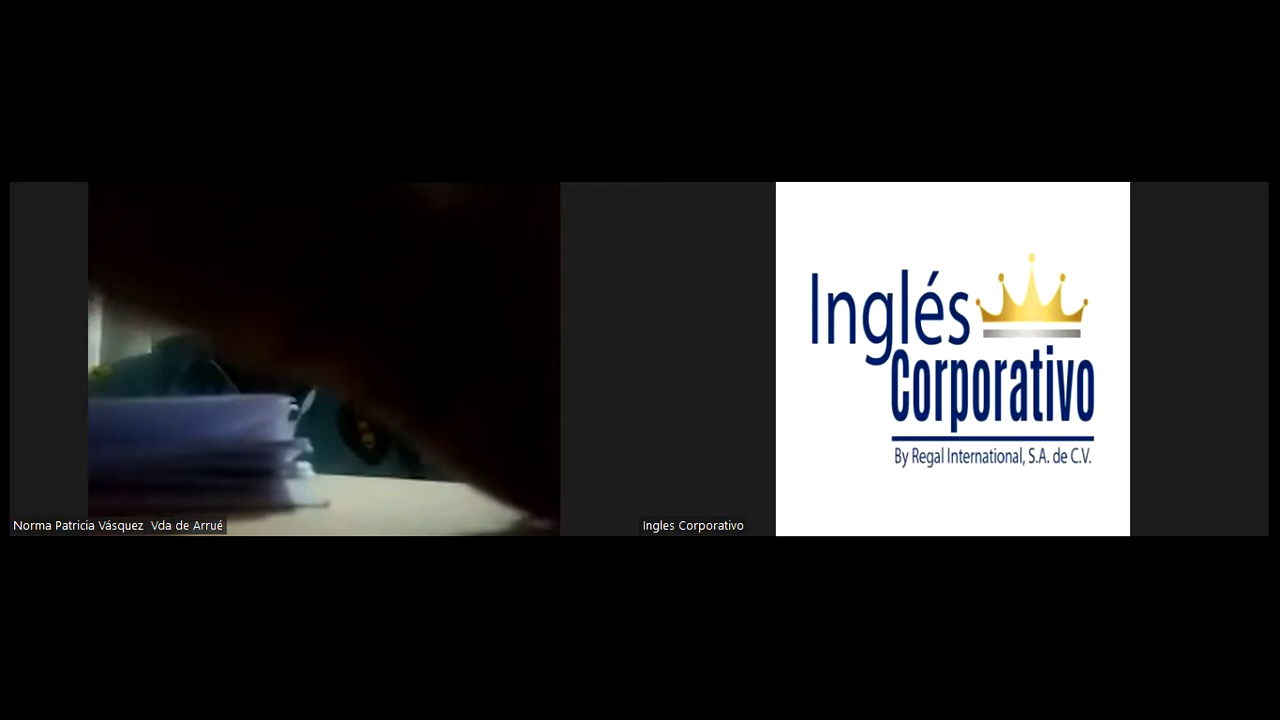 Inglés
Corporativo
By Regal International, S.A. de C.V.
Norma Patricia Vásquez  Vda de Arrué
Ingles Corporativo